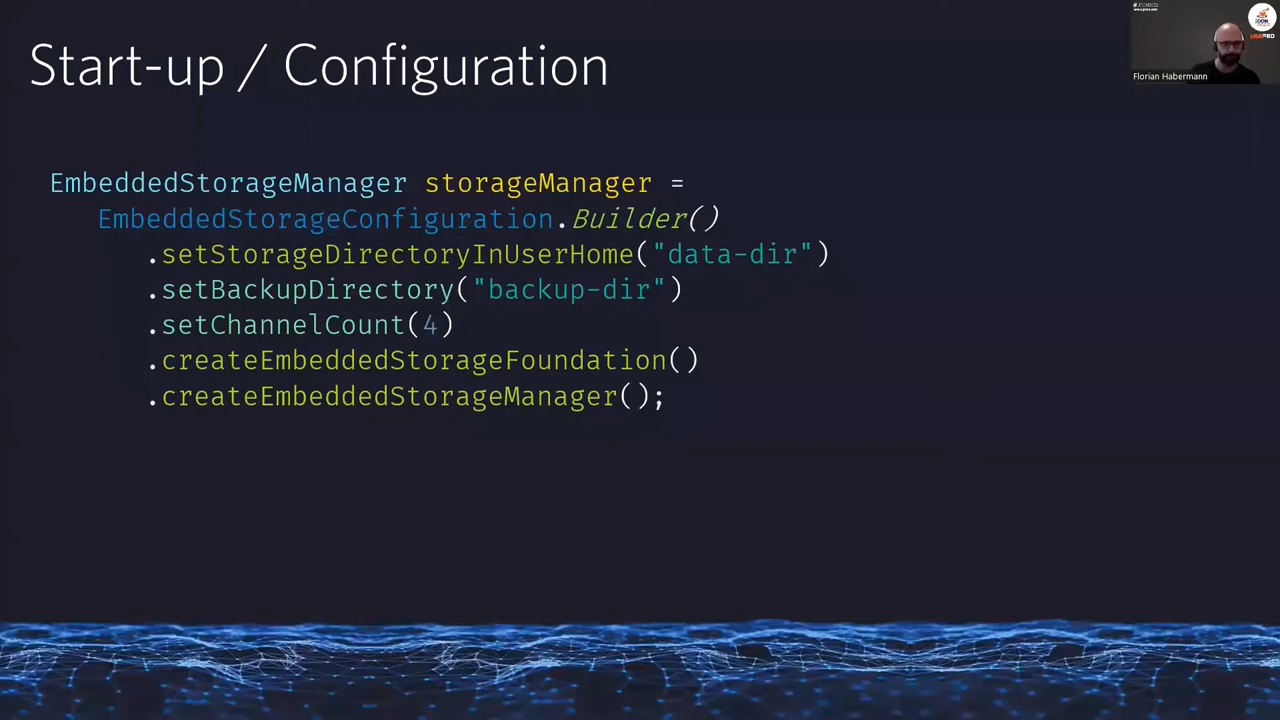 Start-up / Configuration
EmbeddedStorageManager storageManager =
EmbeddedStorageConfiguration.Builder()
.setStorageDirectoryInUserHome("data-dir")
.setBackupDirectory("backup-dir")
.setChannelCount(4)
.createEmbeddedStorageFoundation()
.createEmbeddedStorageManager();
Florian Habermann